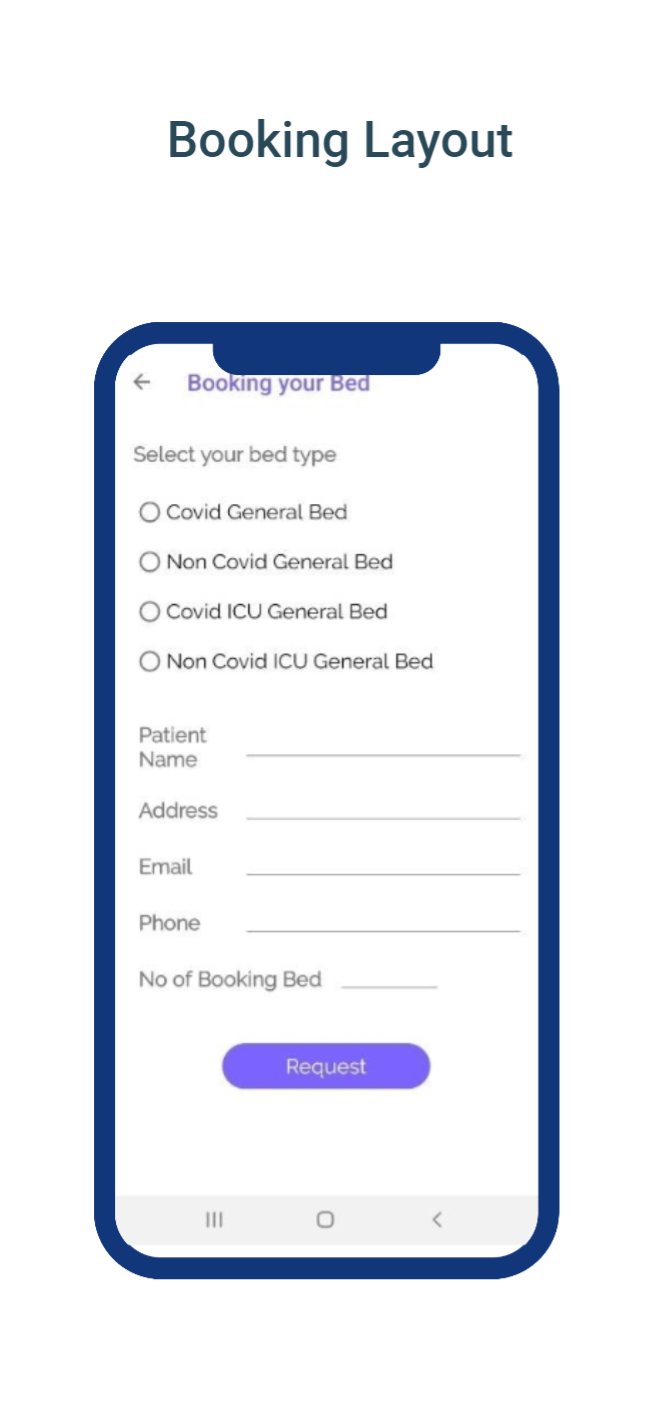 Booking Layout
Booking your Bed
Select your bed type
Covid General Bed
Non Covid General Bed
Covid ICU General Bed
Non Covid ICU General Bed
Patient
Name
Address
Email
Phone
No of Booking Bed
Request